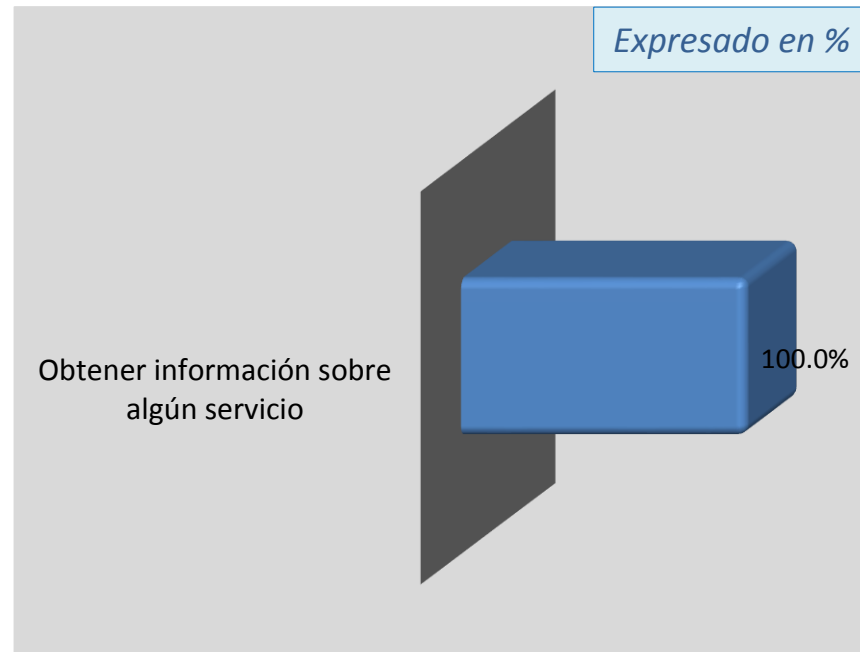 Expresado en %
Obtener información sobre
algún servicio
100.0%